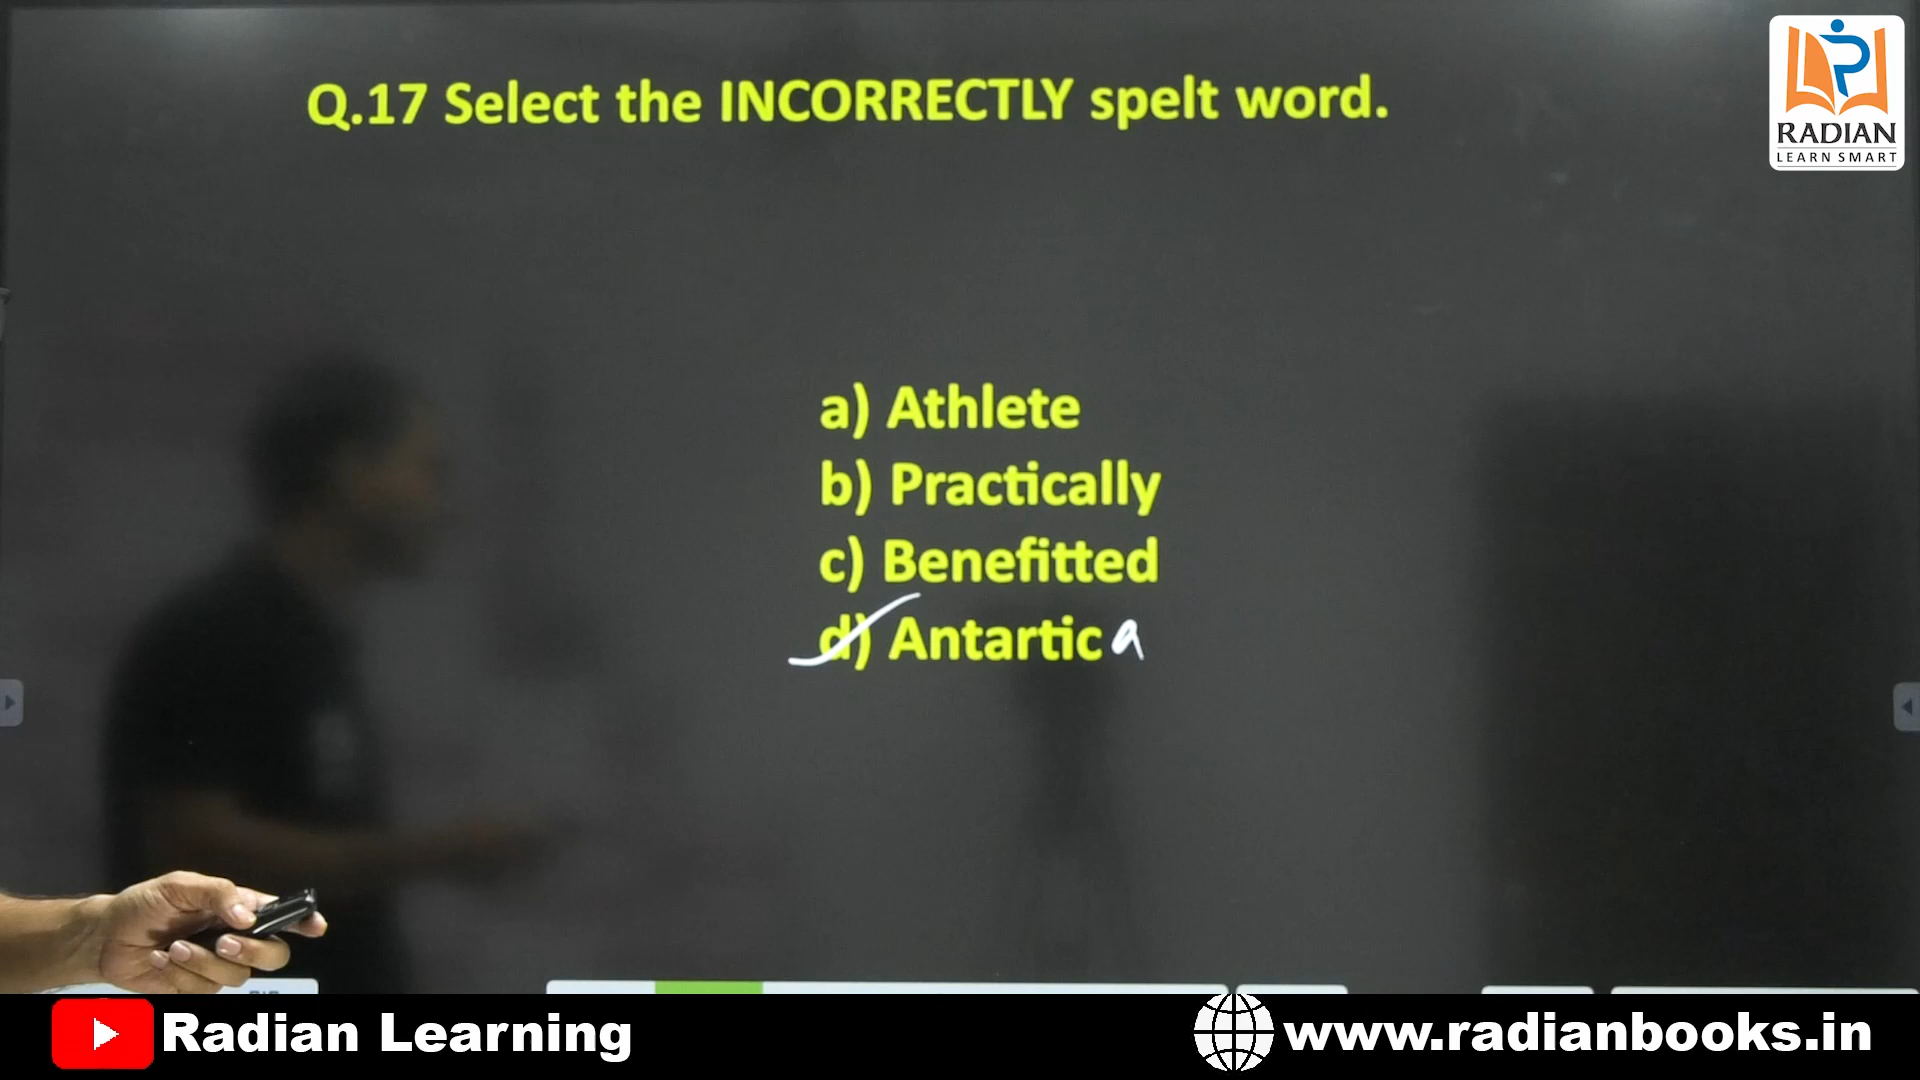 Q.17 Select the INCORRECTLY spelt word.
RADIAN
LEARN SMART
a) Athlete
b) Practically
c) Benefitted
d) Antartic a
Radian Learning
www.radianbooks.in